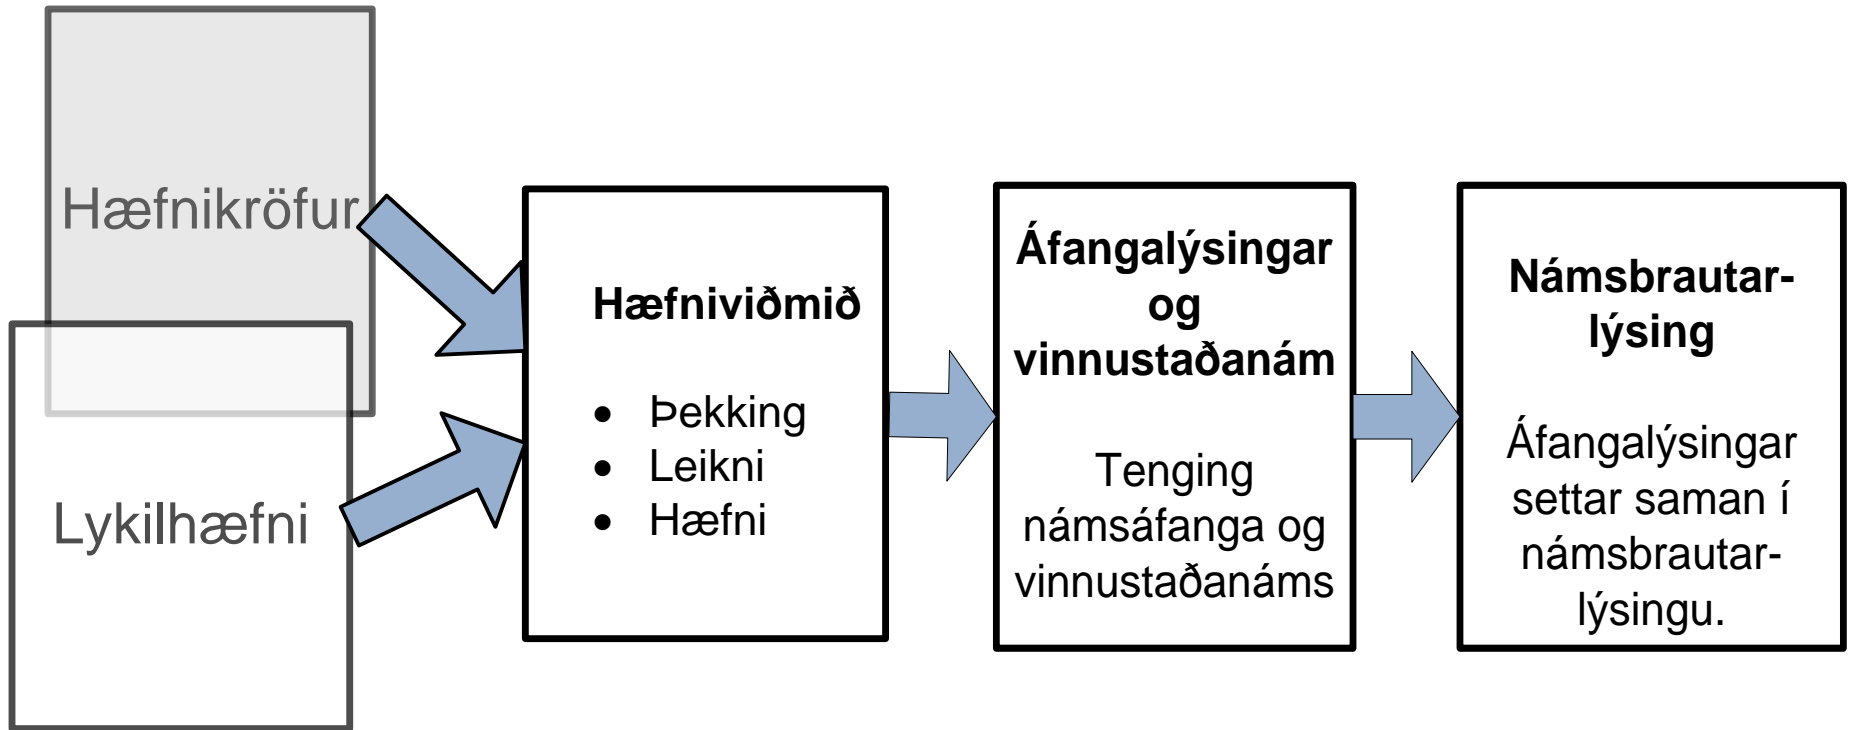 Hæfnikröfur
Lykilhæfni
Hæfniviðmið
• Þekking
• Leikni
• Hæfni
Áfangalýsingar
og
vinnustaðanám
Tenging
námsáfanga og
vinnustaðanáms
Námsbrautar-
lýsing
Áfangalýsingar
settar saman í
námsbrautar-
lýsingu.